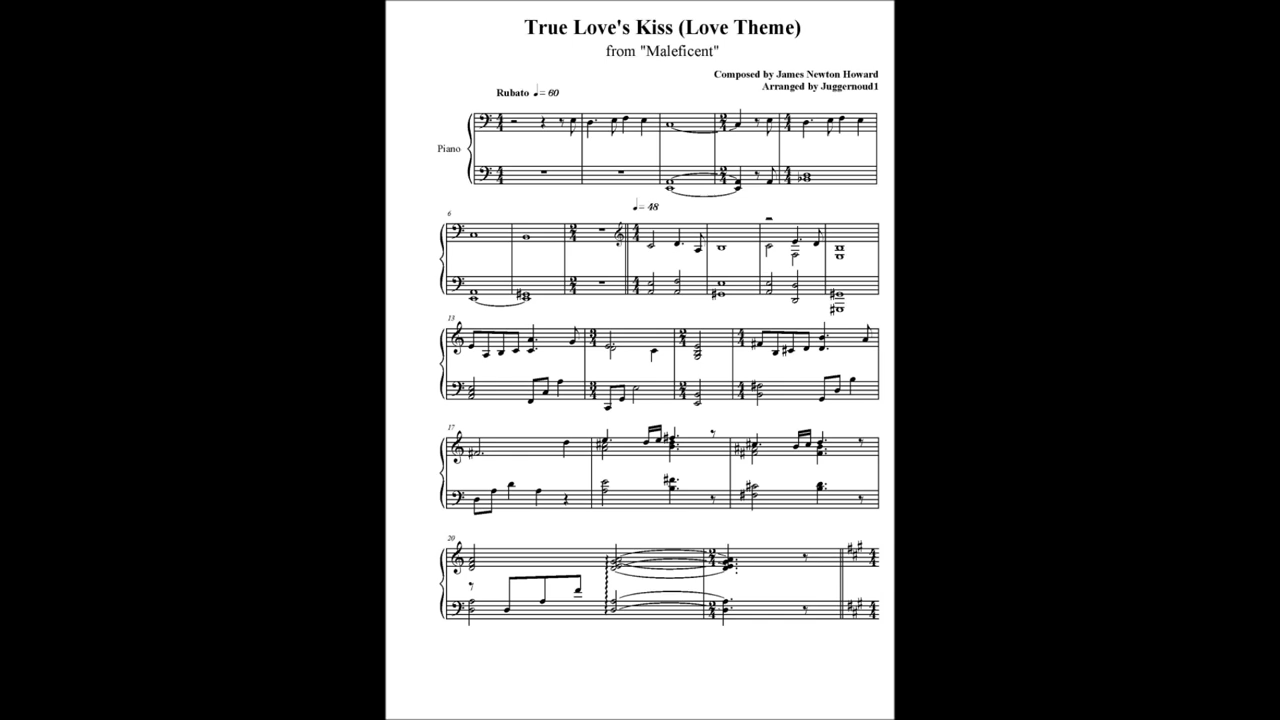 True Love's Kiss (Love Theme)
from "Maleficent"
Composed by James Newton Howard
Arranged by Juggernoud1
Rubato ♩= 60
Piano
6
♩= 48
13
17
20